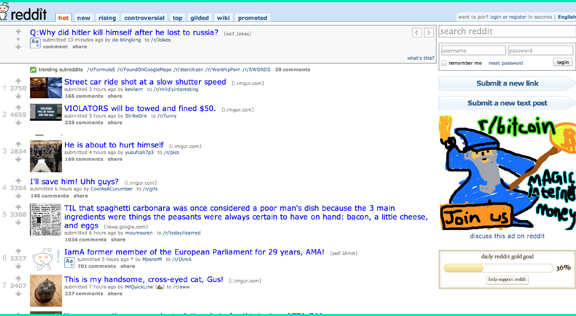 reddit hot new rising controversial top gilded wiki promoted
want to join? login or register in seconds | English
Q:Why did hitler kill himself after he lost to russia? (self.Jokes)
submitted 13 minutes ago by da-blingking to /r/Jokes
comment share
what's this?
trending subreddits /r/FormulaE /r/FoundOnGoogleMaps /r/starcitizen /r/WarshipPorn /r/SWORDS 20 comments
1 3750 Street car ride shot at a slow shutter speed (i.imgur.com)
submitted 3 hours ago by kevlarrr to /r/mildlyinteresting
165 comments share
2 4655 VIOLATORS will be towed and fined $50. (i.imgur.com)
submitted 5 hours ago by StrikeOne to /r/funny
225 comments share
3 2834 He is about to hurt himself (i.imgur.com)
submitted 4 hours ago by yusufcali7p3 to /r/pics
169 comments share
4 3264 I'll save him! Uhh guys? (i.imgur.com)
submitted 6 hours ago by CoolAsACucumber to /r/gifs
146 comments share
5 3388 TIL that spaghetti carbonara was once considered a poor man's dish because the 3 main
ingredients were things the peasants were always certain to have on hand: bacon, a little cheese,
and eggs (news.google.com)
submitted 6 hours ago by maumauren to /r/todayilearned
1034 comments share
6 2327 IamA former member of the European Parliament for 29 years, AMA! (self.IAmA)
submitted 5 hours ago * by MporoM to /r/IAmA
701 comments share
7 3407 This is my handsome, cross-eyed cat, Gus! (i.imgur.com)
submitted 7 hours ago by MrQuickLine to /r/aww
227 comments share
search reddit
username password
remember me reset password login
Submit a new link
Submit a new text post
r/bitcoin
MAGIC
Internet
Money
Join us
discuss this ad on reddit
daily reddit gold goal
36%
help support reddit